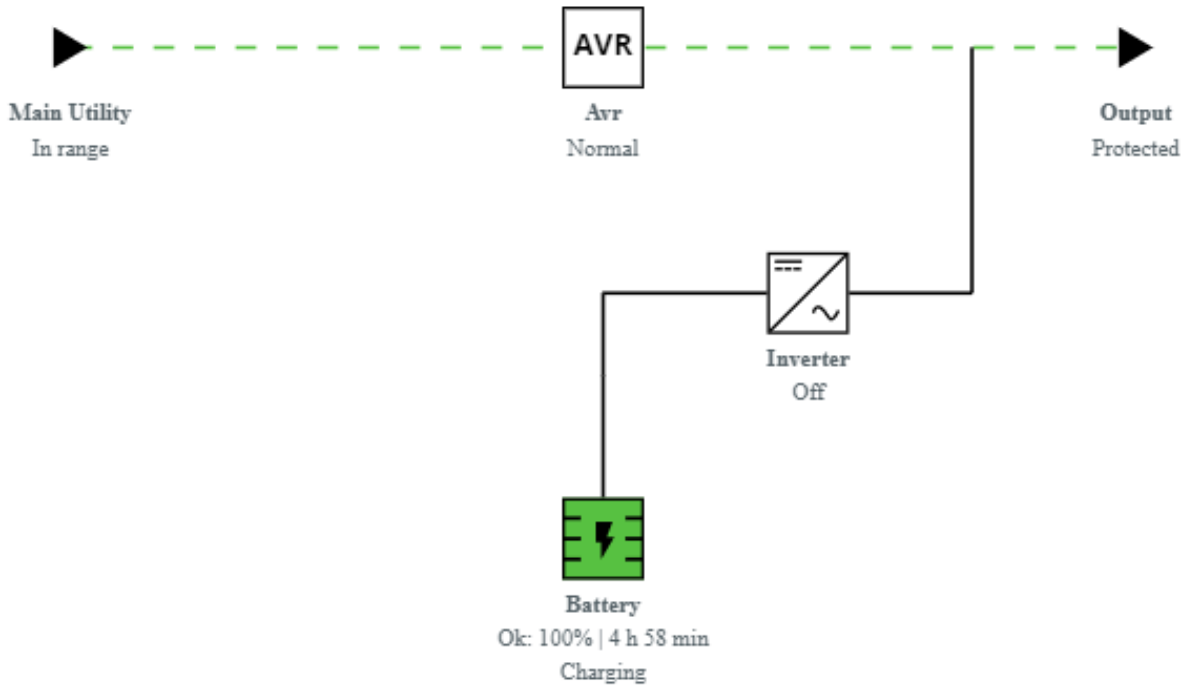 AVR
Main Utility
In range
Avr
Normal
Output
Protected
Inverter
Off
Battery
Ok: 100% | 4 h 58 min
Charging